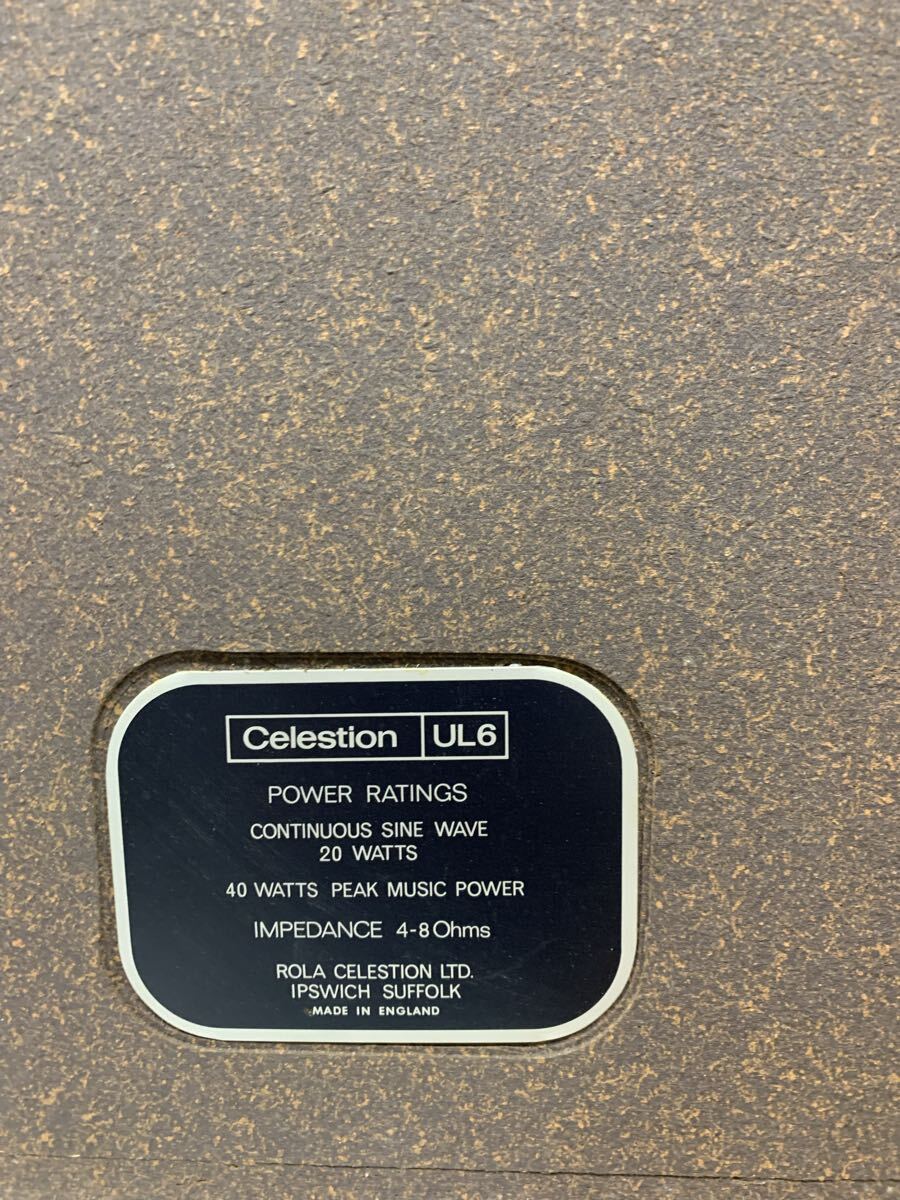 Celestion UL6
POWER RATINGS
CONTINUOUS SINE WAVE
20 WATTS
40 WATTS PEAK MUSIC POWER
IMPEDANCE 4-8 Ohms
ROLA CELESTION LTD.
IPSWICH SUFFOLK
MADE IN ENGLAND